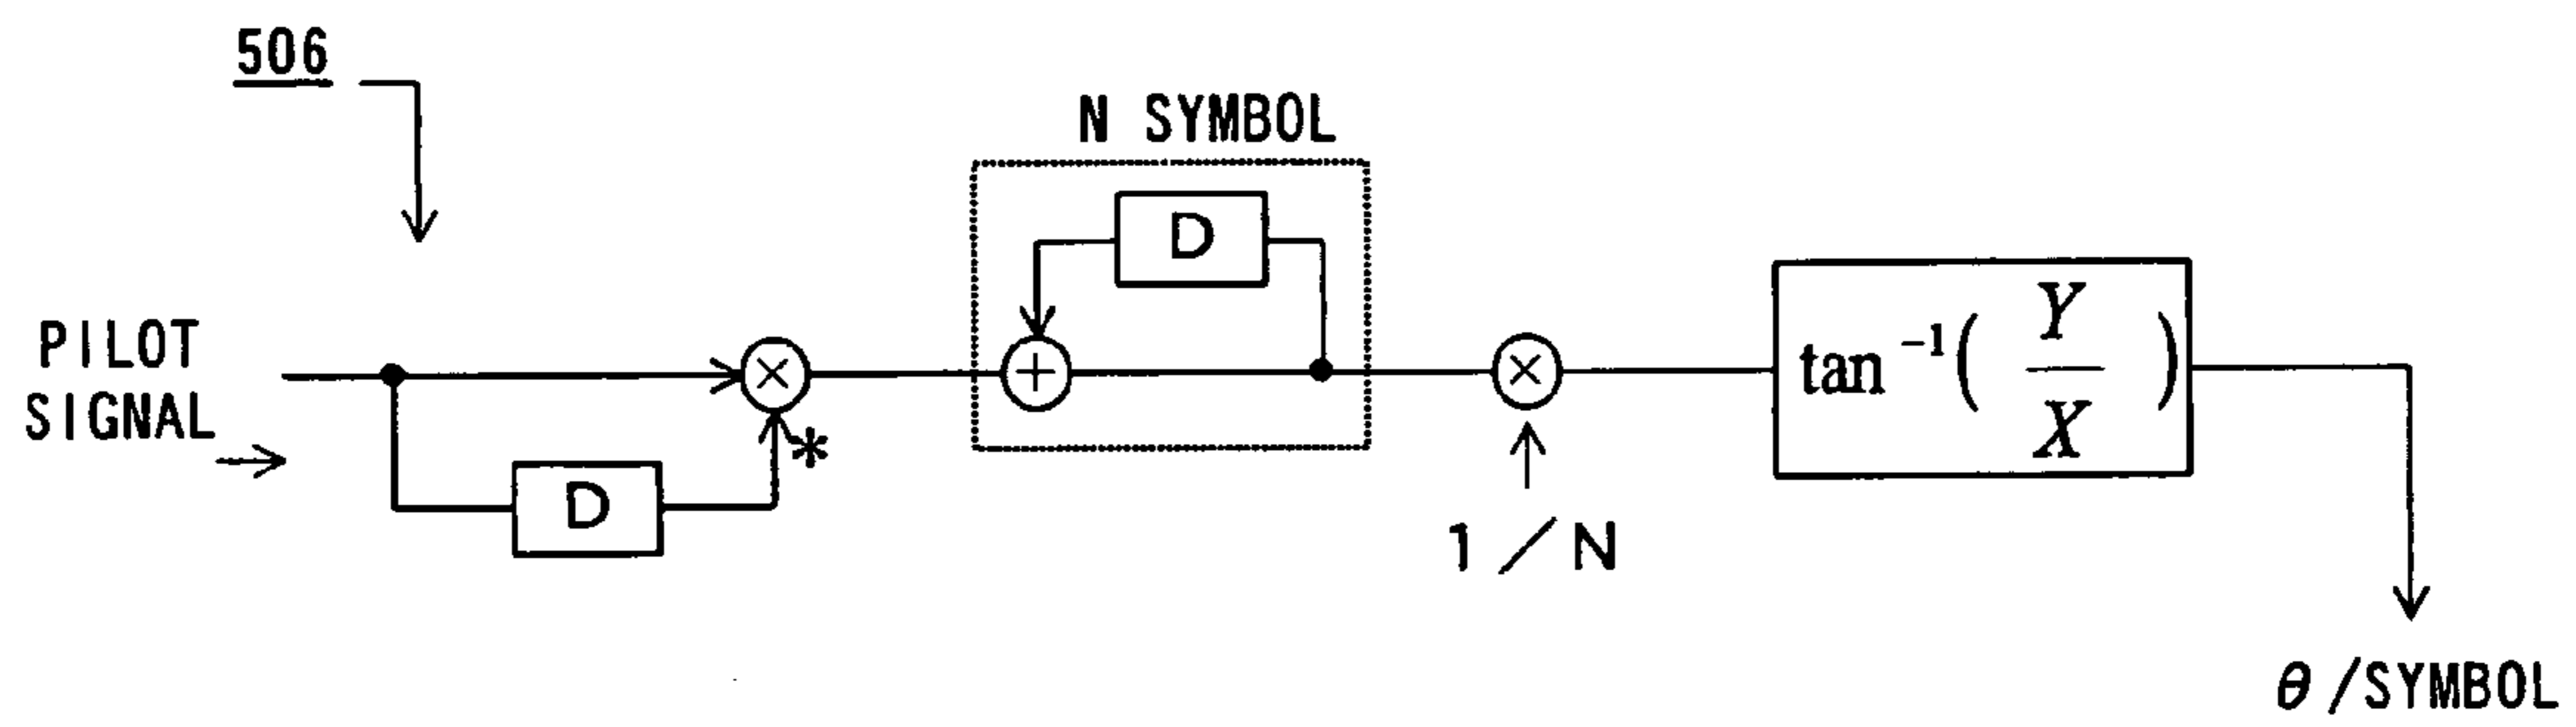 506
N SYMBOL
D
PILOT
SIGNAL
×
*
+
D
×
1/N
tan⁻¹(Y/X)
θ/SYMBOL